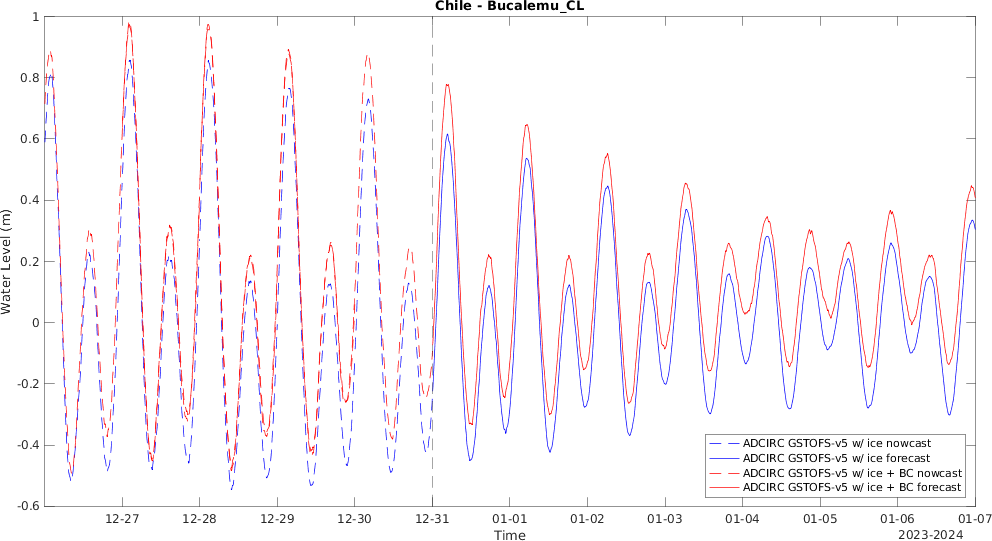 Chile - Bucalemu_CL
Water Level (m)
1
0.8
0.6
0.4
0.2
0
-0.2
-0.4
-0.6
ADCIRC GSTOFS-v5 w/ ice nowcast
ADCIRC GSTOFS-v5 w/ ice forecast
ADCIRC GSTOFS-v5 w/ ice + BC nowcast
ADCIRC GSTOFS-v5 w/ ice + BC forecast
12-27 12-28 12-29 12-30 12-31 01-01 01-02 01-03 01-04 01-05 01-06 01-07
Time
2023-2024